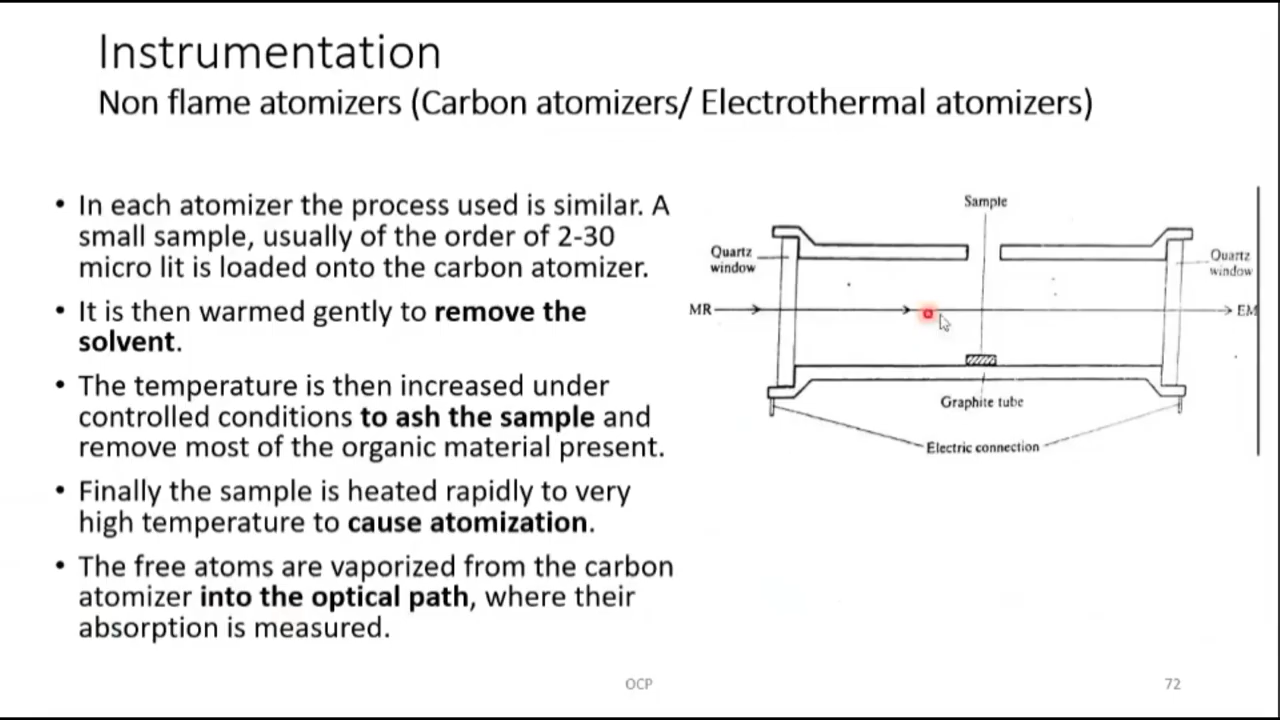 Instrumentation
Non flame atomizers (Carbon atomizers/ Electrothermal atomizers)
• In each atomizer the process used is similar. A
small sample, usually of the order of 2-30
micro lit is loaded onto the carbon atomizer.
• It is then warmed gently to remove the
solvent.
• The temperature is then increased under
controlled conditions to ash the sample and
remove most of the organic material present.
• Finally the sample is heated rapidly to very
high temperature to cause atomization.
• The free atoms are vaporized from the carbon
atomizer into the optical path, where their
absorption is measured.
Sample
Quartz
window
Quartz
window
MR
EM
Graphite tube
Electric connection
OCP
72